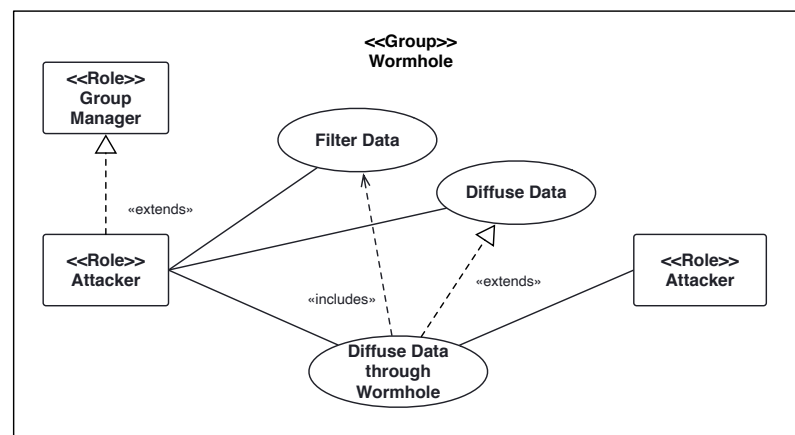 <<Group>>
Wormhole
<<Role>>
Group
Manager
Filter Data
Diffuse Data
«extends»
<<Role>>
Attacker
<<Role>>
Attacker
«extends»
«includes»
Diffuse Data
through
Wormhole